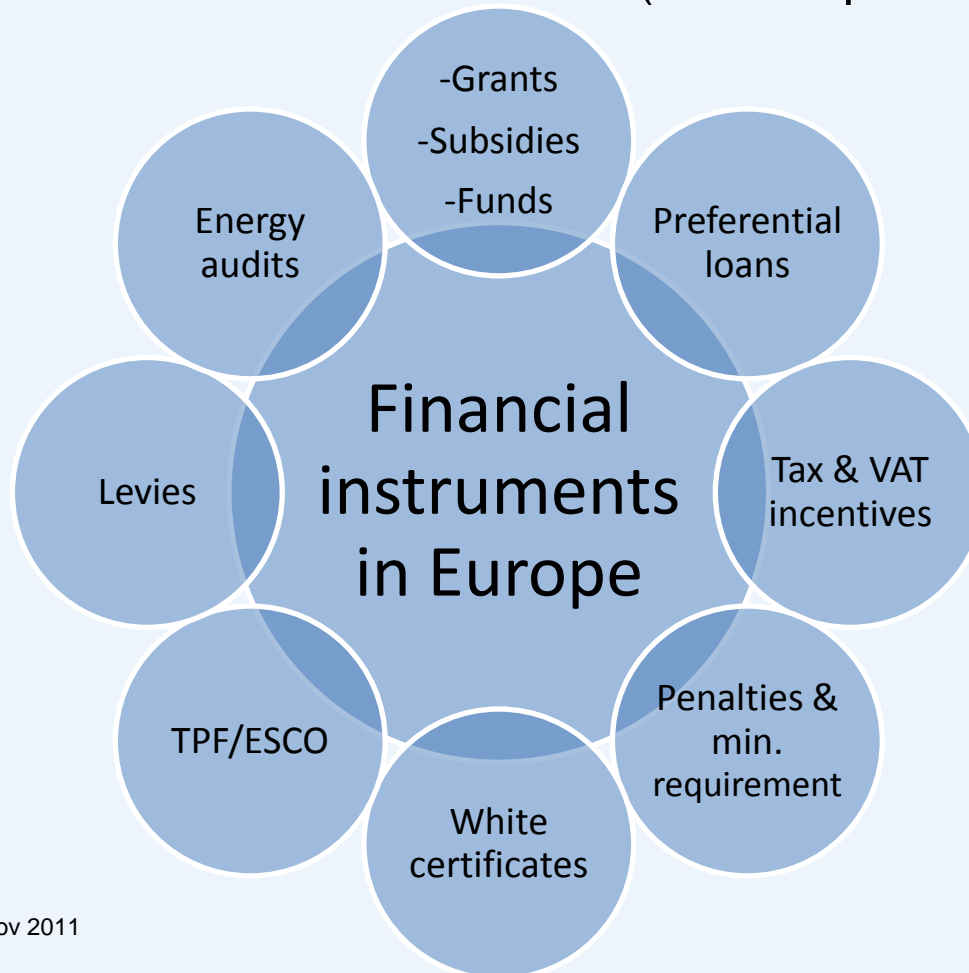 -Grants
-Subsidies
-Funds
Preferential
loans
Tax & VAT
incentives
Penalties &
min.
requirement
White
certificates
TPF/ESCO
Levies
Energy
audits
Financial
instruments
in Europe
2011